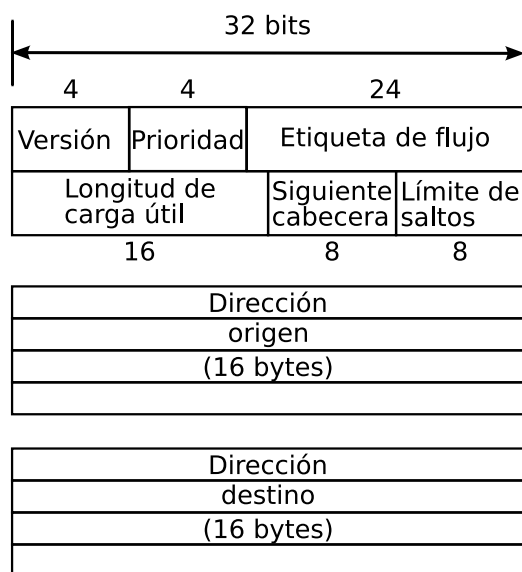 32 bits
4 4 24
Versión Prioridad Etiqueta de flujo
Longitud de carga útil
Siguiente cabecera
Límite de saltos
16 8 8
Dirección
origen
(16 bytes)
Dirección
destino
(16 bytes)